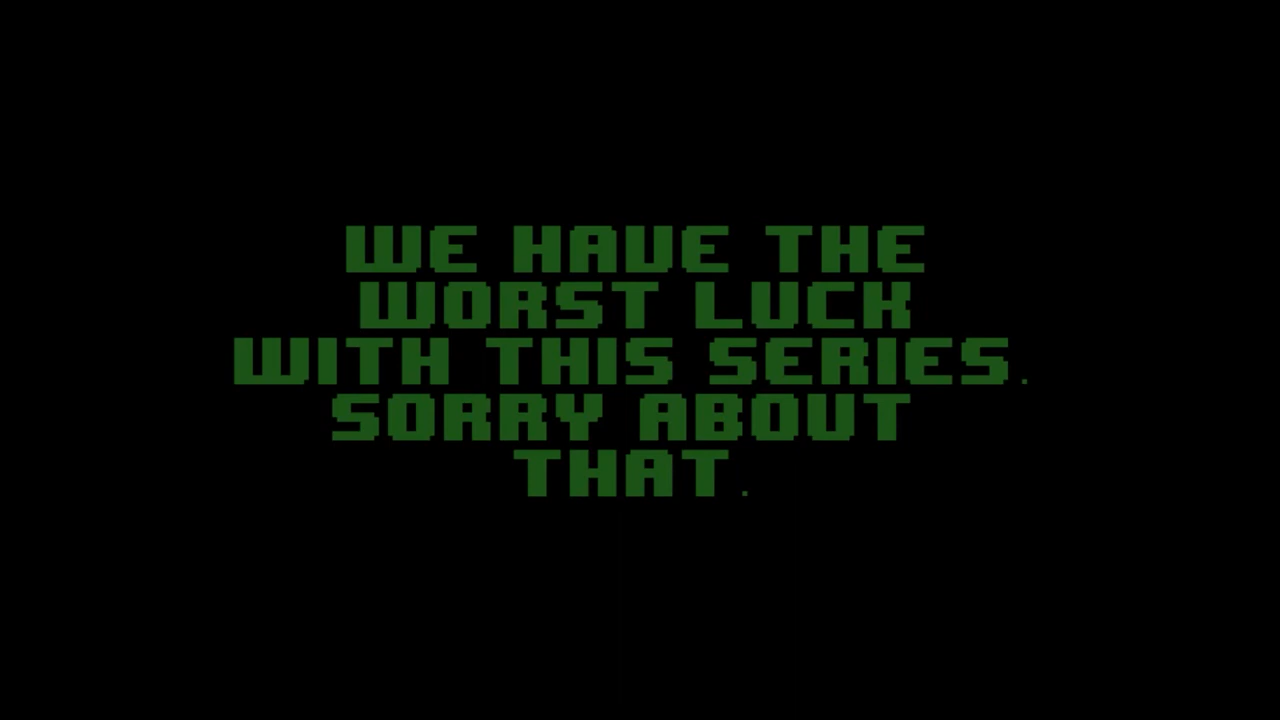 WE HAVE THE
WORST LUCK
WITH THIS SERIES.
SORRY ABOUT
THAT.